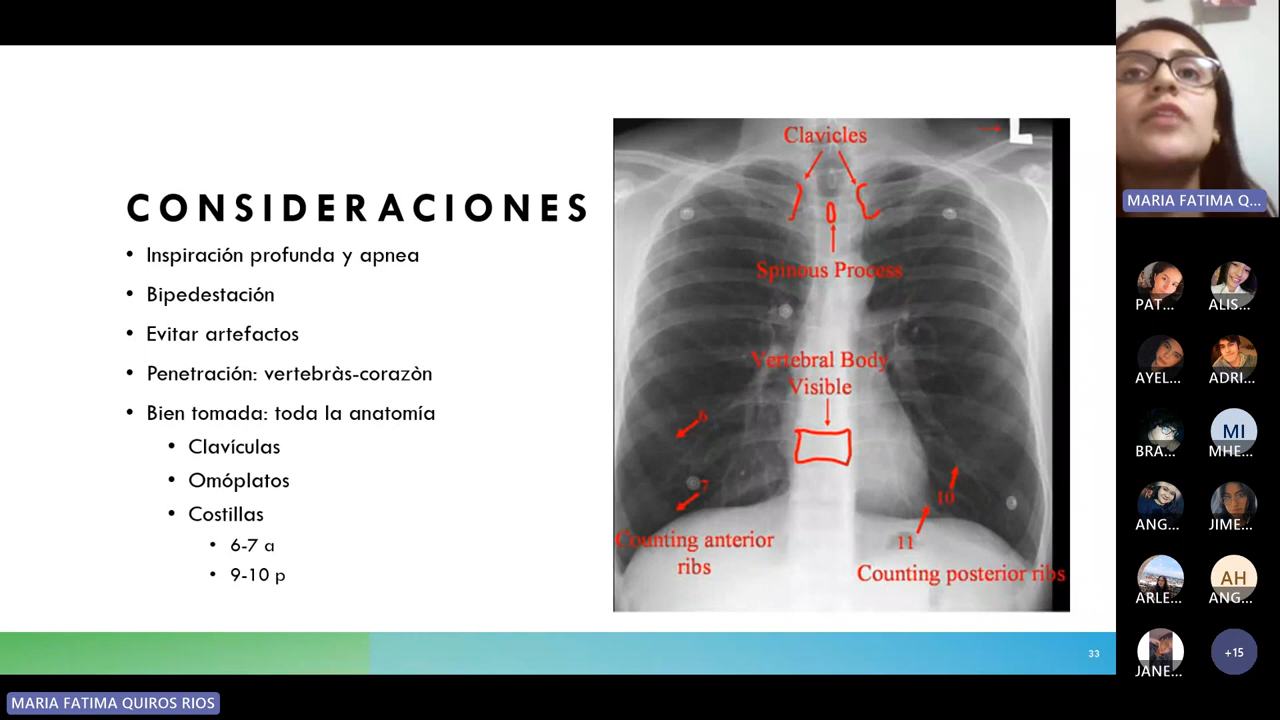 CONSIDERACIONES
• Inspiración profunda y apnea
• Bipedestación
• Evitar artefactos
• Penetración: vertebràs-corazòn
• Bien tomada: toda la anatomía
• Clavículas
• Omóplatos
• Costillas
• 6-7 a
• 9-10 p
Clavicles
L
Spinous Process
Vertebral Body
Visible
6
7
10
11
Counting anterior
ribs
Counting posterior ribs
33
MARIA FATIMA Q...
PAT...
ALIS...
AYEL...
ADRI...
BRA...
MI
MHE...
ANG...
JIME...
ARLE...
AH
ANG...
JANE...
+15
MARIA FATIMA QUIROS RIOS